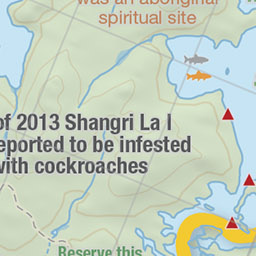 was an aboriginal
spiritual site
of 2013 Shangri La I
eported to be infested
with cockroaches
Reserve this